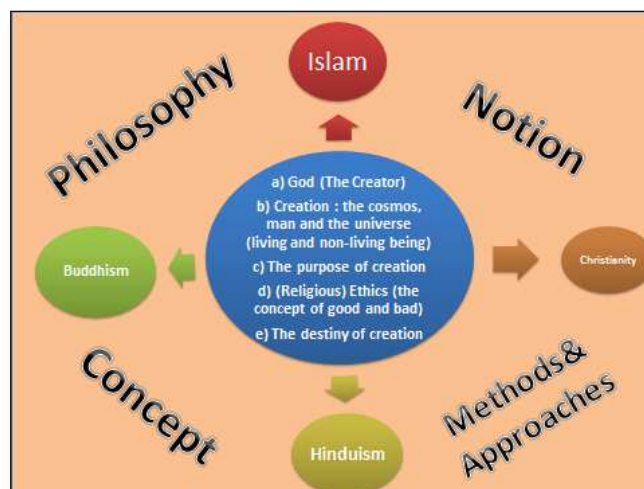 Islam
Philosophy
Notion
a) God (The Creator)
b) Creation : the cosmos,
man and the universe
(living and non-living being)
c) The purpose of creation
d) (Religious) Ethics (the
concept of good and bad)
e) The destiny of creation
Buddhism
Christianity
Concept
Hinduism
Methods&
Approaches